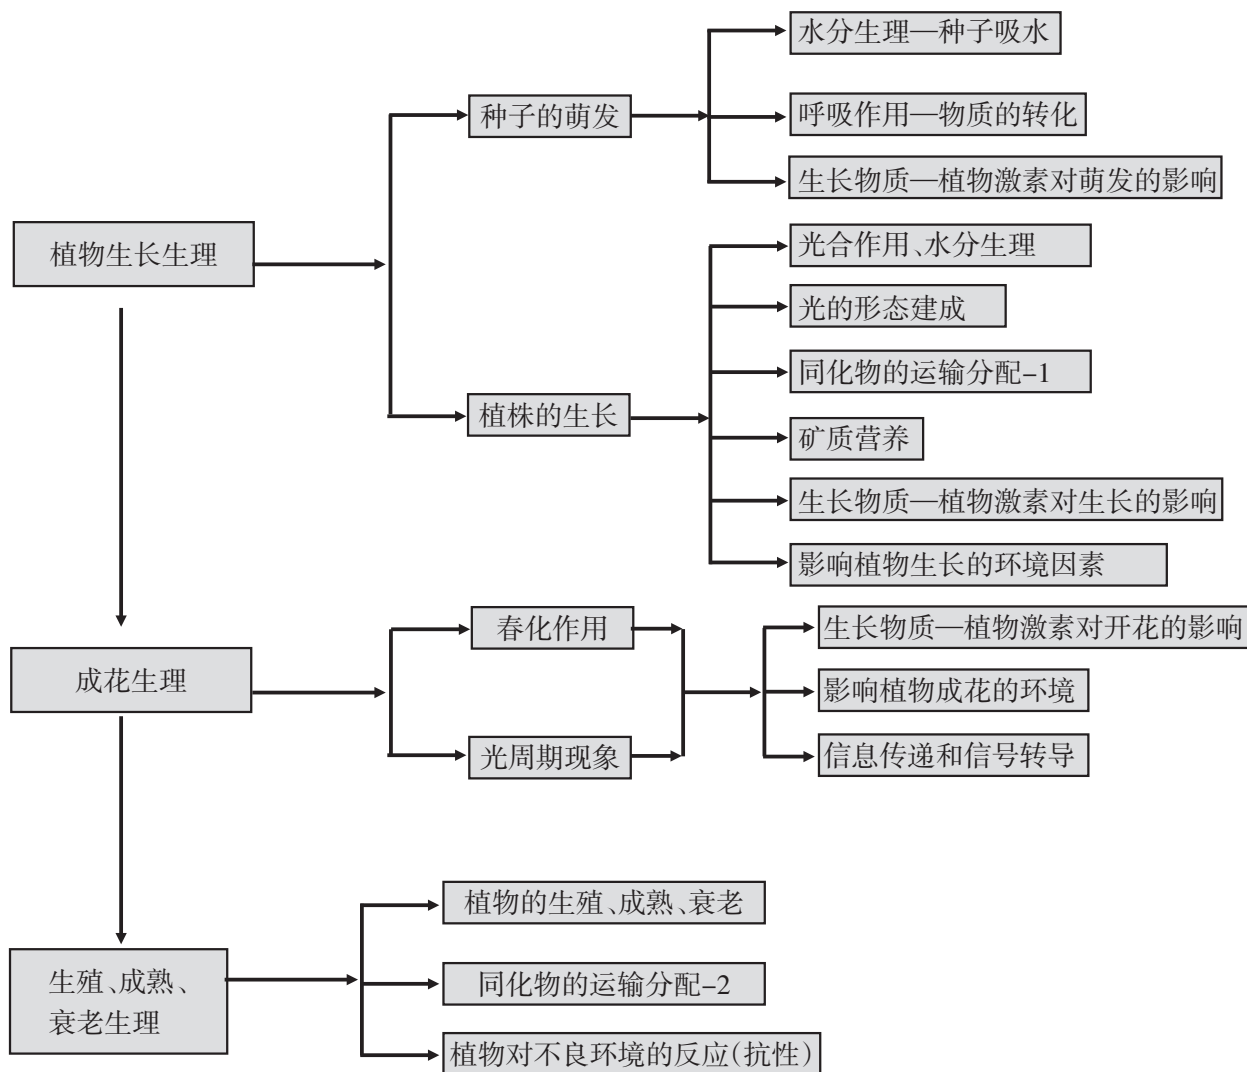 水分生理—种子吸水
种子的萌发
呼吸作用—物质的转化
生长物质—植物激素对萌发的影响
植物生长生理
光合作用、水分生理
光的形态建成
同化物的运输分配-1
植株的生长
矿质营养
生长物质—植物激素对生长的影响
影响植物生长的环境因素
春化作用
生长物质—植物激素对开花的影响
成花生理
影响植物成花的环境
光周期现象
信息传递和信号转导
植物的生殖、成熟、衰老
生殖、成熟、
衰老生理
同化物的运输分配-2
植物对不良环境的反应(抗性)